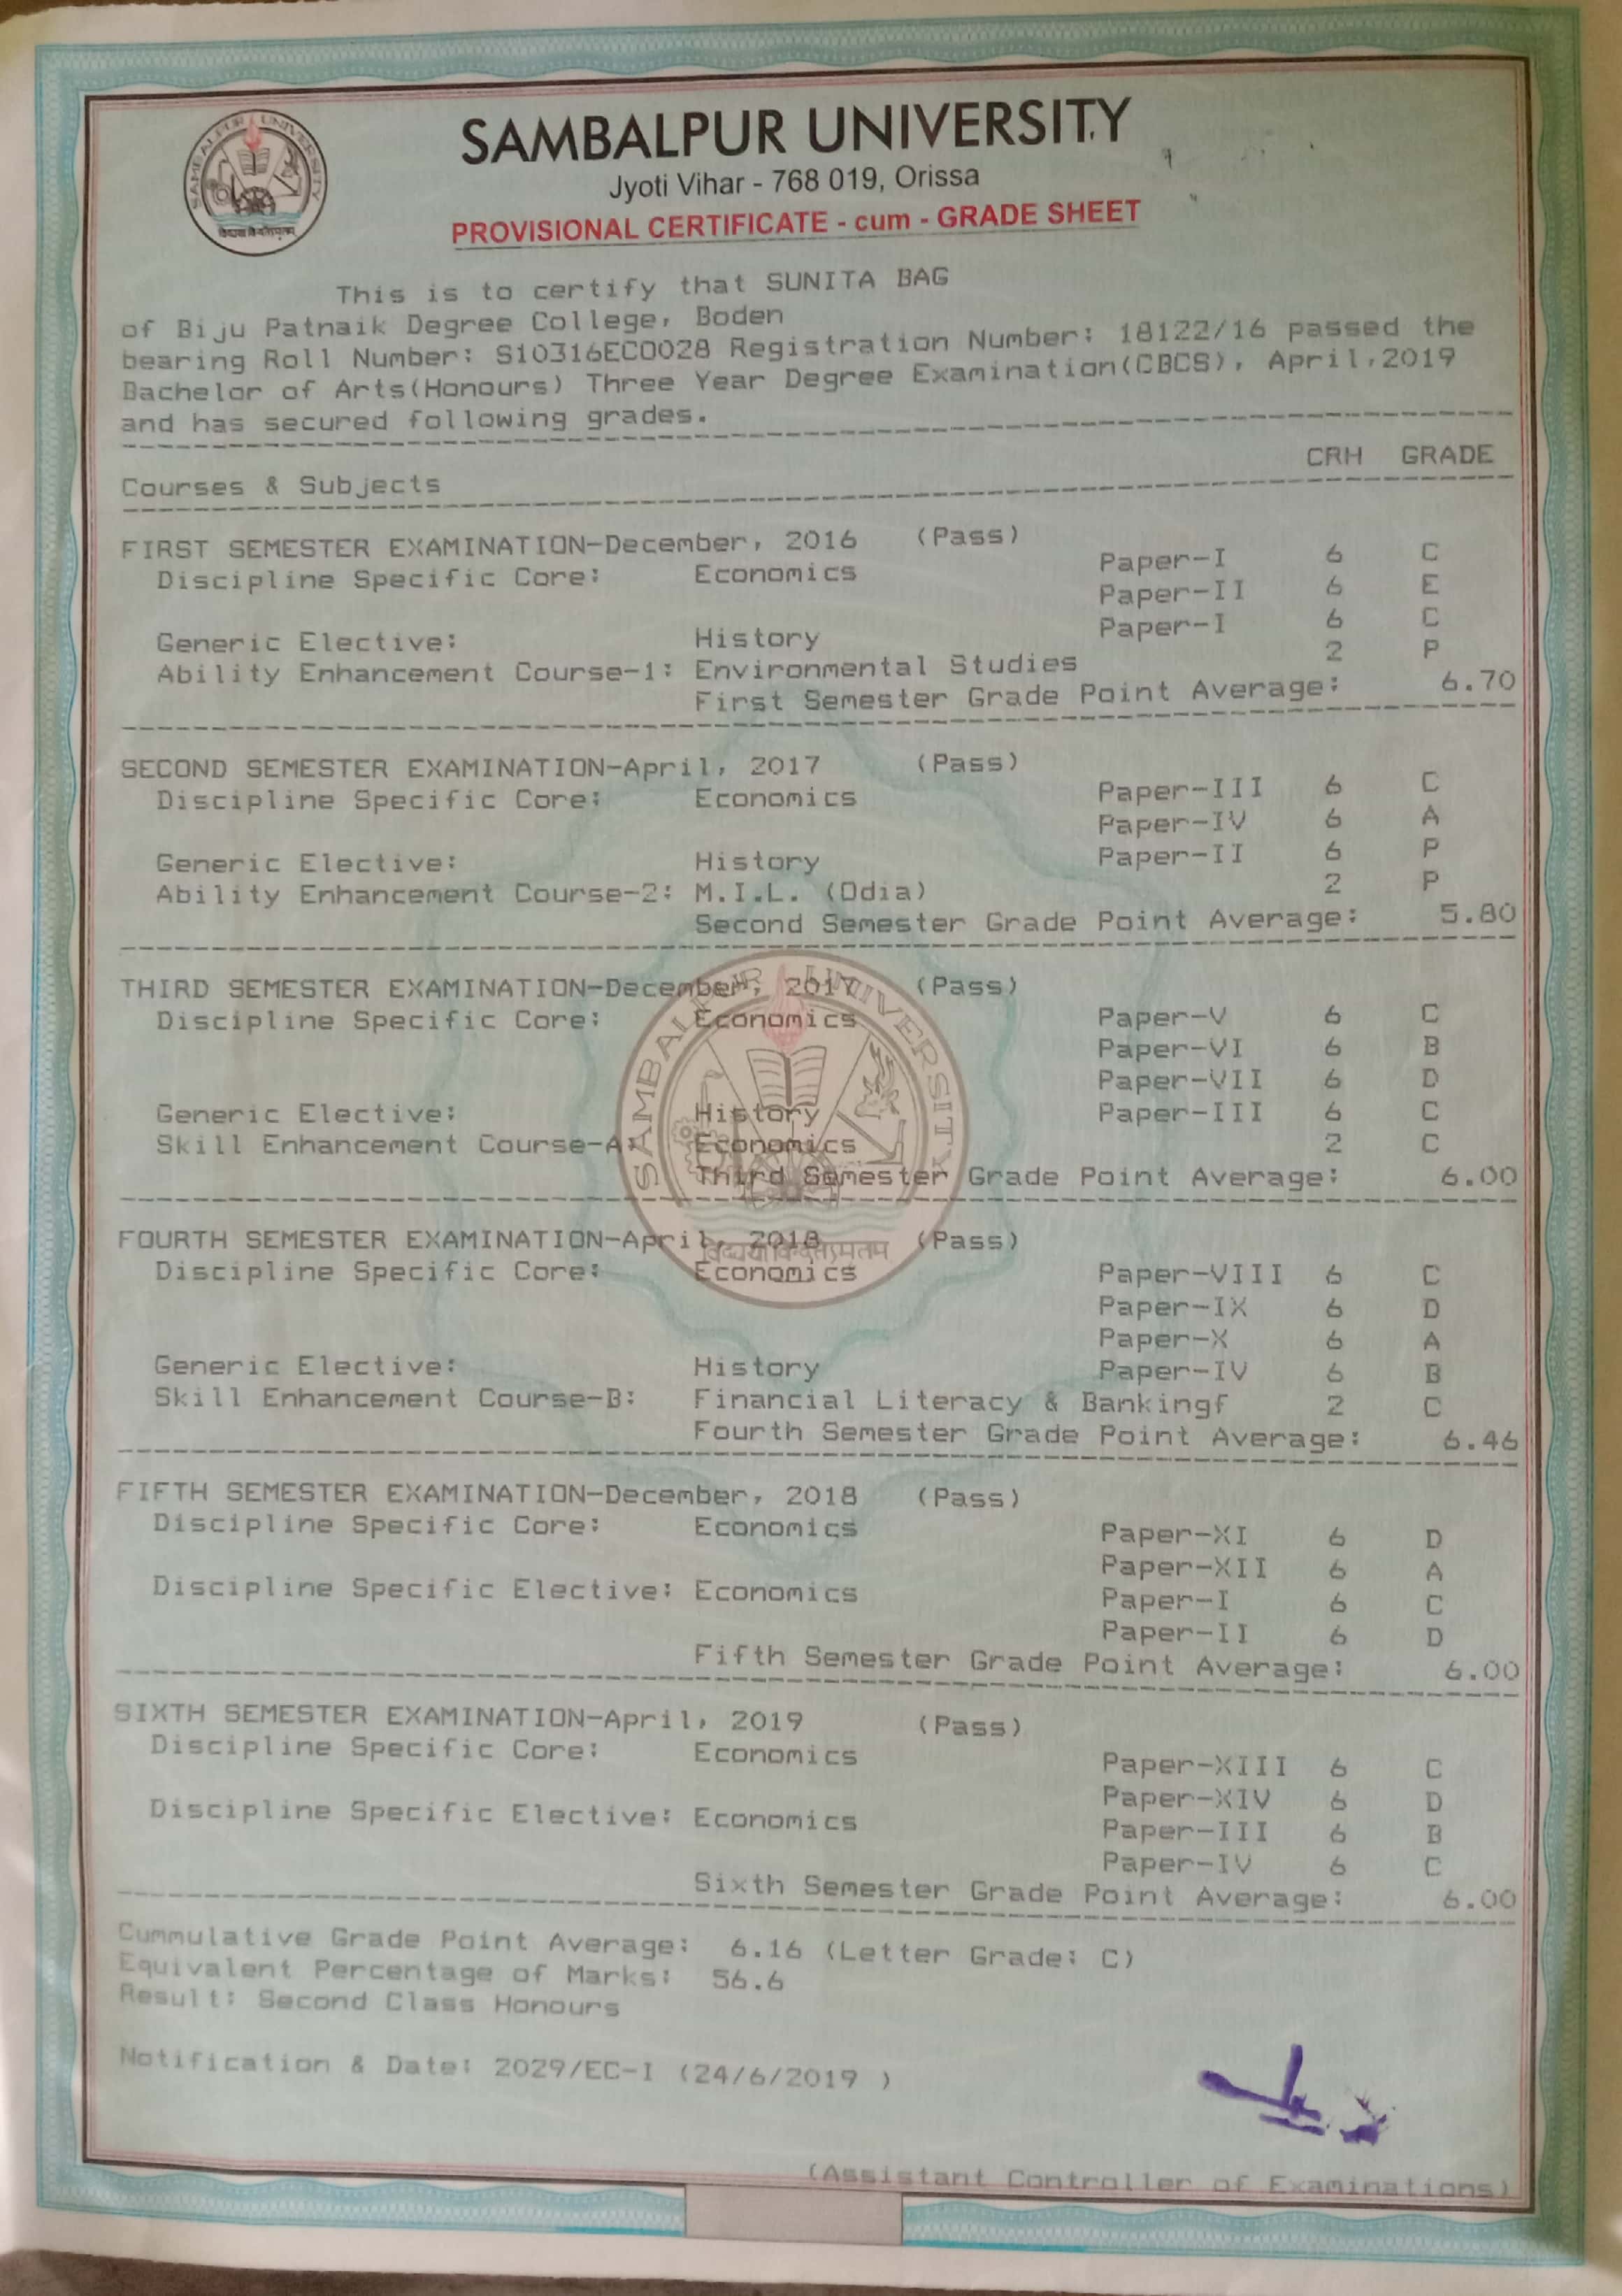 SAMBALPUR UNIVERSITY
विद्यया विन्दतेऽमृतम्
SAMBALPUR UNIVERSITY
Jyoti Vihar - 768 019, Orissa
PROVISIONAL CERTIFICATE - cum - GRADE SHEET
This is to certify that SUNITA BAG
of Biju Patnaik Degree College, Boden
bearing Roll Number: S10316ECO028 Registration Number: 18122/16 passed the
Bachelor of Arts(Honours) Three Year Degree Examination(CBCS), April,2019
and has secured following grades.
Courses & Subjects CRH GRADE
FIRST SEMESTER EXAMINATION-December, 2016 (Pass)
Discipline Specific Core: Economics Paper-I 6 C
Paper-II 6 E
Generic Elective: History Paper-I 6 C
Ability Enhancement Course-1: Environmental Studies 2 P
First Semester Grade Point Average: 6.70
SECOND SEMESTER EXAMINATION-April, 2017 (Pass)
Discipline Specific Core: Economics Paper-III 6 C
Paper-IV 6 A
Generic Elective: History Paper-II 6 P
Ability Enhancement Course-2: M.I.L. (Odia) 2 P
Second Semester Grade Point Average: 5.80
THIRD SEMESTER EXAMINATION-December, 2017 (Pass)
Discipline Specific Core: Economics Paper-V 6 C
Paper-VI 6 B
Paper-VII 6 D
Generic Elective: History Paper-III 6 C
Skill Enhancement Course-A: Economics 2 C
Third Semester Grade Point Average: 6.00
SAMBALPUR UNIVERSITY
विद्यया विन्दतेऽमृतम्
FOURTH SEMESTER EXAMINATION-April, 2018 (Pass)
Discipline Specific Core: Economics Paper-VIII 6 C
Paper-IX 6 D
Paper-X 6 A
Generic Elective: History Paper-IV 6 B
Skill Enhancement Course-B: Financial Literacy & Bankingf 2 C
Fourth Semester Grade Point Average: 6.46
FIFTH SEMESTER EXAMINATION-December, 2018 (Pass)
Discipline Specific Core: Economics Paper-XI 6 D
Paper-XII 6 A
Discipline Specific Elective: Economics Paper-I 6 C
Paper-II 6 D
Fifth Semester Grade Point Average: 6.00
SIXTH SEMESTER EXAMINATION-April, 2019 (Pass)
Discipline Specific Core: Economics Paper-XIII 6 C
Paper-XIV 6 D
Discipline Specific Elective: Economics Paper-III 6 B
Paper-IV 6 C
Sixth Semester Grade Point Average: 6.00
Cummulative Grade Point Average: 6.16 (Letter Grade: C)
Equivalent Percentage of Marks: 56.6
Result: Second Class Honours
Notification & Date: 2029/EC-I (24/6/2019 )
(Assistant Controller of Examinations)